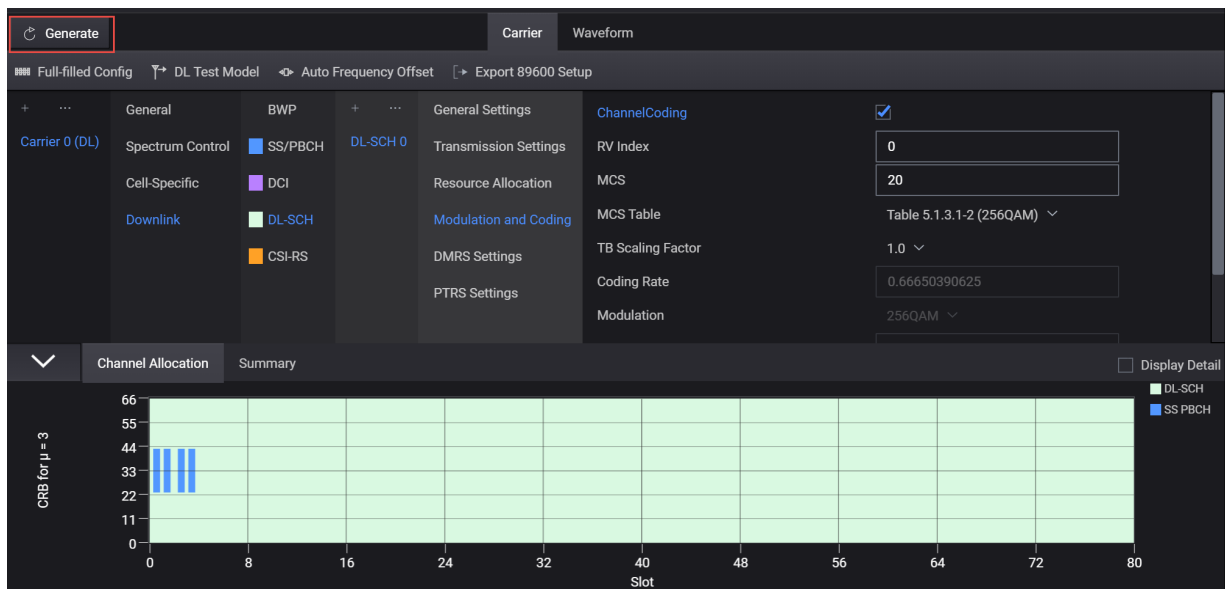 Generate
Carrier Waveform
Full-filled Config DL Test Model Auto Frequency Offset Export 89600 Setup
+ ... General BWP + ... General Settings ChannelCoding
Carrier 0 (DL) Spectrum Control SS/PBCH DL-SCH 0 Transmission Settings RV Index 0
Cell-Specific DCI Resource Allocation MCS 20
Downlink DL-SCH Modulation and Coding MCS Table Table 5.1.3.1-2 (256QAM)
CSI-RS DMRS Settings TB Scaling Factor 1.0
PTRS Settings Coding Rate 0.66650390625
Modulation 256QAM
Channel Allocation Summary Display Detail
DL-SCH
SS PBCH
CRB for μ = 3
66
55
44
33
22
11
0
0 8 16 24 32 40 48 56 64 72 80
Slot